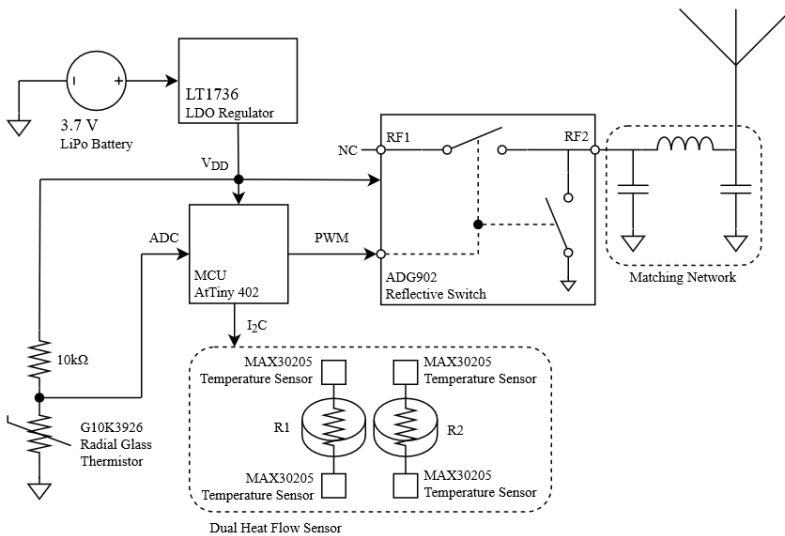 LT1736
LDO Regulator
3.7 V
LiPo Battery
VDD
NC
RF1
RF2
ADC
MCU
AtTiny 402
PWM
ADG902
Reflective Switch
Matching Network
I2C
10kΩ
G10K3926
Radial Glass
Thermistor
MAX30205
Temperature Sensor
MAX30205
Temperature Sensor
R1
R2
MAX30205
Temperature Sensor
MAX30205
Temperature Sensor
Dual Heat Flow Sensor